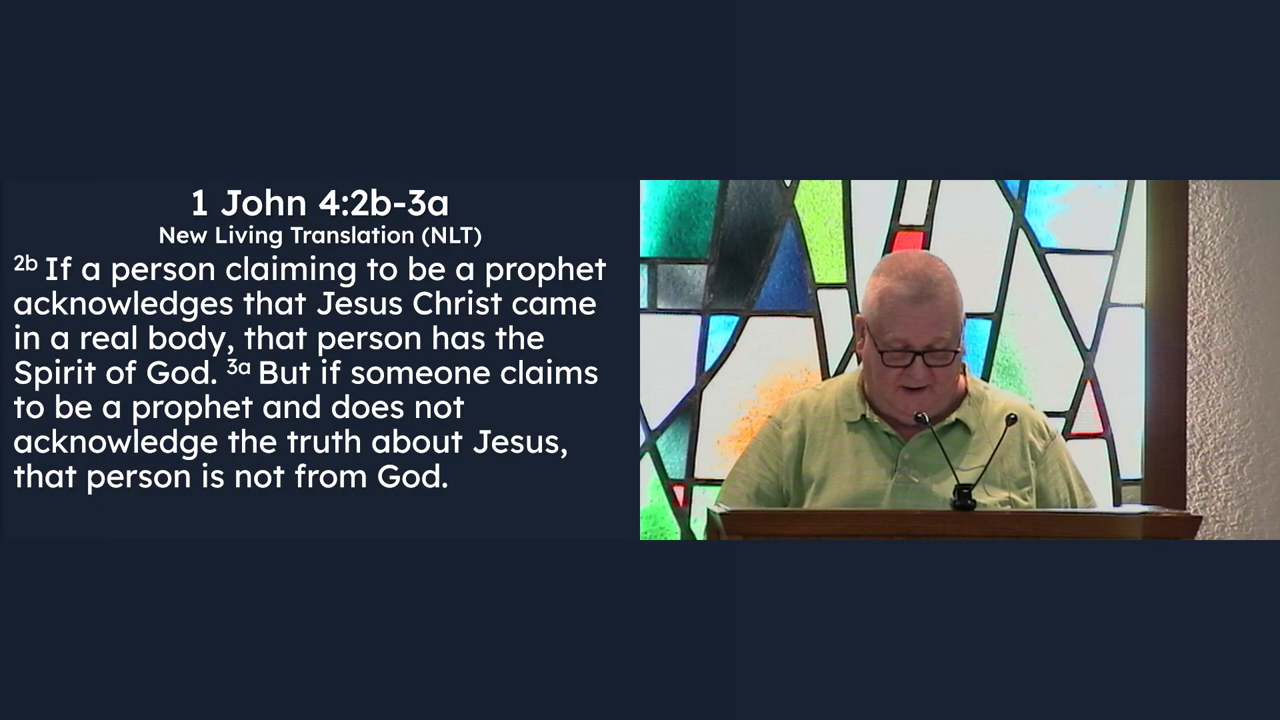 1 John 4:2b-3a
New Living Translation (NLT)
2b If a person claiming to be a prophet
acknowledges that Jesus Christ came
in a real body, that person has the
Spirit of God. 3a But if someone claims
to be a prophet and does not
acknowledge the truth about Jesus,
that person is not from God.